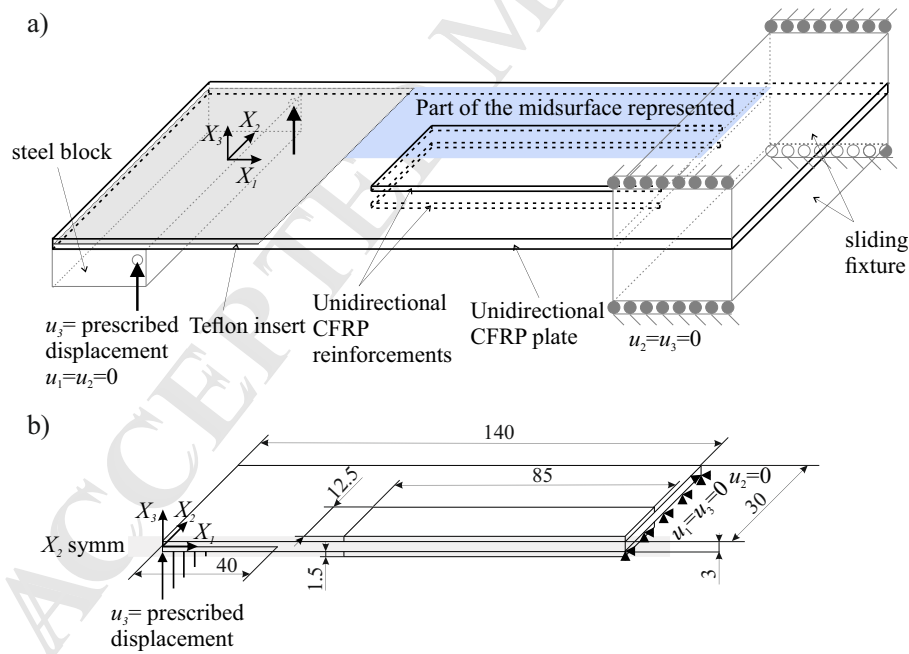 a)
Part of the midsurface represented
X₃
X₂
X₁
steel block
sliding
fixture
u₃= prescribed
displacement
u₁=u₂=0
Teflon insert
Unidirectional
CFRP
reinforcements
Unidirectional
CFRP plate
u₂=u₃=0
b)
140
12.5
85
u₂=0
u₁=u₃=0
30
X₃
X₂
X₁
X₂ symm
40
1.5
3
u₃= prescribed
displacement